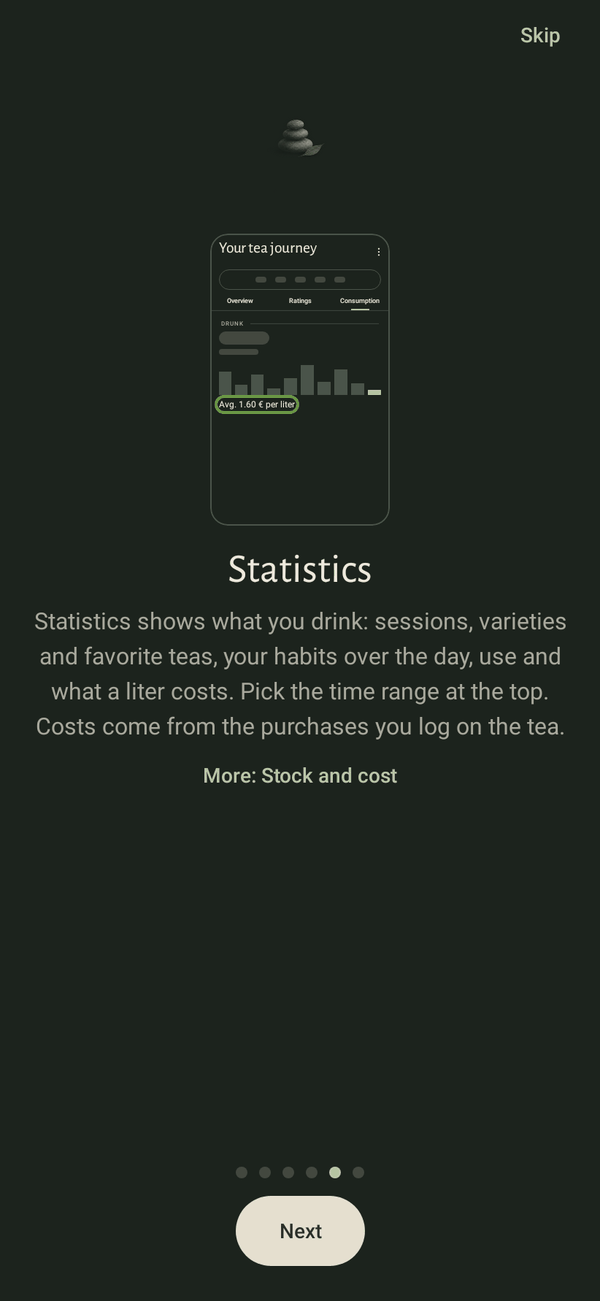 Skip
Your tea journey
Overview Ratings Consumption
DRUNK
Avg. 1.60 € per liter
Statistics
Statistics shows what you drink: sessions, varieties
and favorite teas, your habits over the day, use and
what a liter costs. Pick the time range at the top.
Costs come from the purchases you log on the tea.
More: Stock and cost
Next